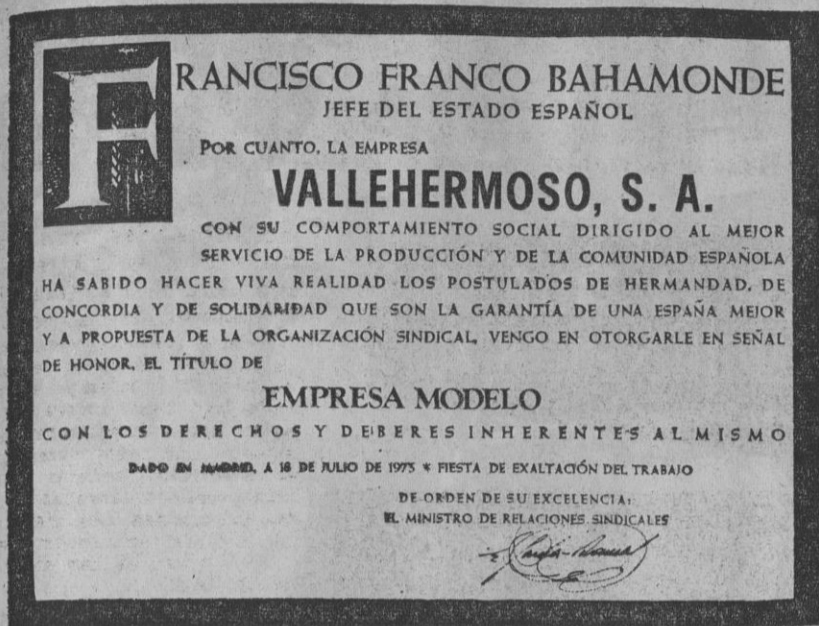 FRANCISCO FRANCO BAHAMONDE
JEFE DEL ESTADO ESPAÑOL
POR CUANTO, LA EMPRESA
VALLEHERMOSO, S. A.
CON SU COMPORTAMIENTO SOCIAL DIRIGIDO AL MEJOR
SERVICIO DE LA PRODUCCIÓN Y DE LA COMUNIDAD ESPAÑOLA
HA SABIDO HACER VIVA REALIDAD LOS POSTULADOS DE HERMANDAD, DE
CONCORDIA Y DE SOLIDARIDAD QUE SON LA GARANTÍA DE UNA ESPAÑA MEJOR
Y A PROPUESTA DE LA ORGANIZACIÓN SINDICAL, VENGO EN OTORGARLE EN SEÑAL
DE HONOR, EL TÍTULO DE
EMPRESA MODELO
CON LOS DERECHOS Y DEBERES INHERENTES AL MISMO
DADO EN MADRID, A 18 DE JULIO DE 1975 * FIESTA DE EXALTACIÓN DEL TRABAJO
DE ORDEN DE SU EXCELENCIA:
EL MINISTRO DE RELACIONES SINDICALES